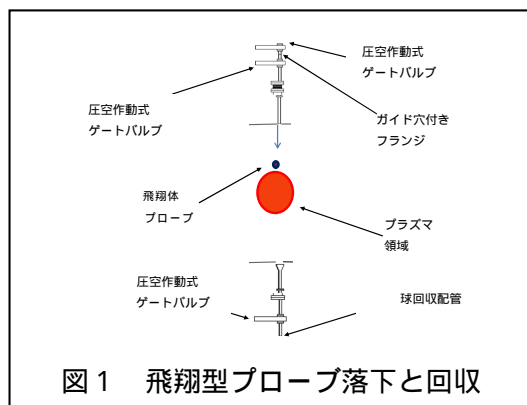 圧空作動式
ゲートバルブ
圧空作動式
ゲートバルブ
ガイド穴付き
フランジ
飛翔体
プローブ
プラズマ
領域
圧空作動式
ゲートバルブ
球回収配管
図１　飛翔型プローブ落下と回収